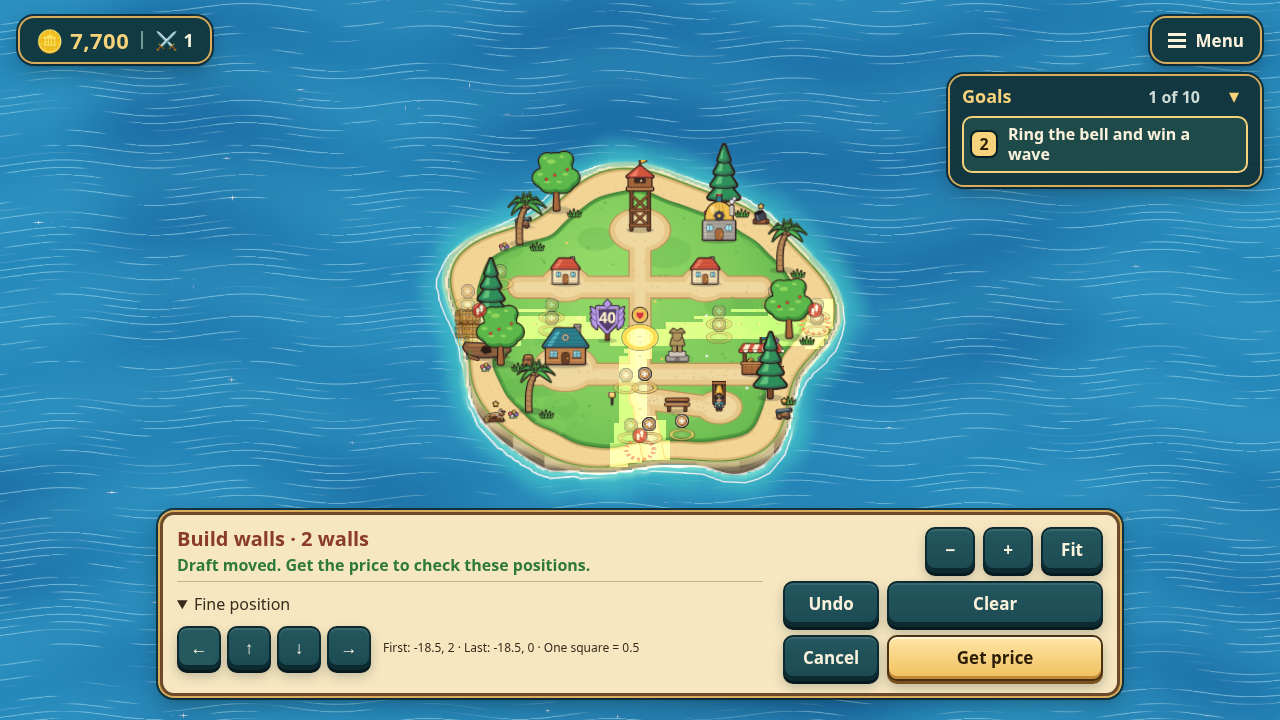 7,700 | 1
Menu
Goals 1 of 10 ▼
2 Ring the bell and win a
wave
40
Build walls · 2 walls
Draft moved. Get the price to check these positions.
− + Fit
▼ Fine position
Undo Clear
← ↑ ↓ → First: -18.5, 2 · Last: -18.5, 0 · One square = 0.5
Cancel Get price